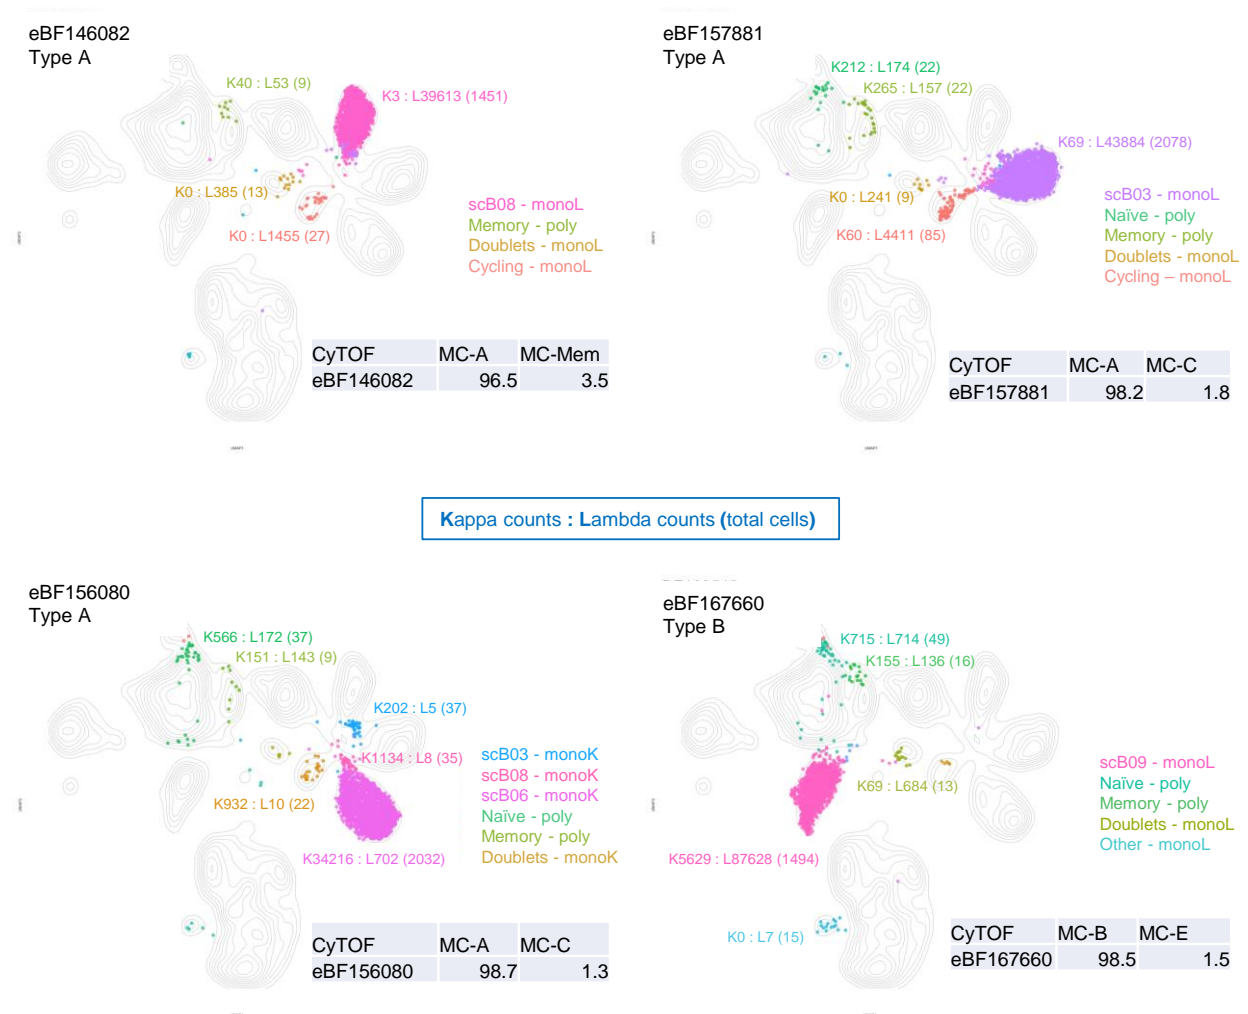 eBF146082
Type A
K40 : L53 (9)
K3 : L39613 (1451)
K0 : L385 (13)
K0 : L1455 (27)
scB08 - monoL
Memory - poly
Doublets - monoL
Cycling - monoL
CyTOF MC-A MC-Mem
eBF146082 96.5 3.5
eBF157881
Type A
K212 : L174 (22)
K265 : L157 (22)
K69 : L43884 (2078)
K0 : L241 (9)
K60 : L4411 (85)
scB03 - monoL
Naïve - poly
Memory - poly
Doublets - monoL
Cycling – monoL
CyTOF MC-A MC-C
eBF157881 98.2 1.8
Kappa counts : Lambda counts (total cells)
eBF156080
Type A
K566 : L172 (37)
K151 : L143 (9)
K202 : L5 (37)
K1134 : L8 (35)
K932 : L10 (22)
K34216 : L702 (2032)
scB03 - monoK
scB08 - monoK
scB06 - monoK
Naïve - poly
Memory - poly
Doublets - monoK
CyTOF MC-A MC-C
eBF156080 98.7 1.3
eBF167660
Type B
K715 : L714 (49)
K155 : L136 (16)
K69 : L684 (13)
K5629 : L87628 (1494)
K0 : L7 (15)
scB09 - monoL
Naïve - poly
Memory - poly
Doublets - monoL
Other - monoL
CyTOF MC-B MC-E
eBF167660 98.5 1.5